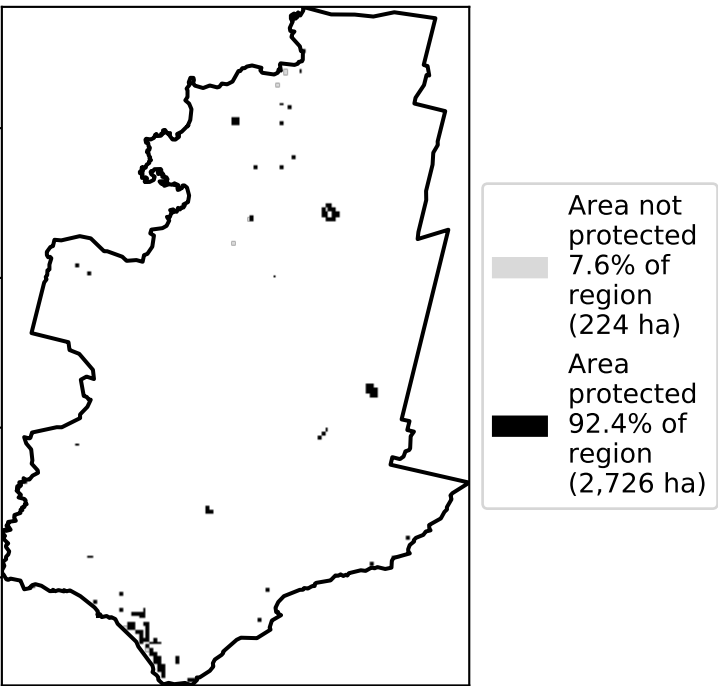 Area not
protected
7.6% of
region
(224 ha)
Area
protected
92.4% of
region
(2,726 ha)